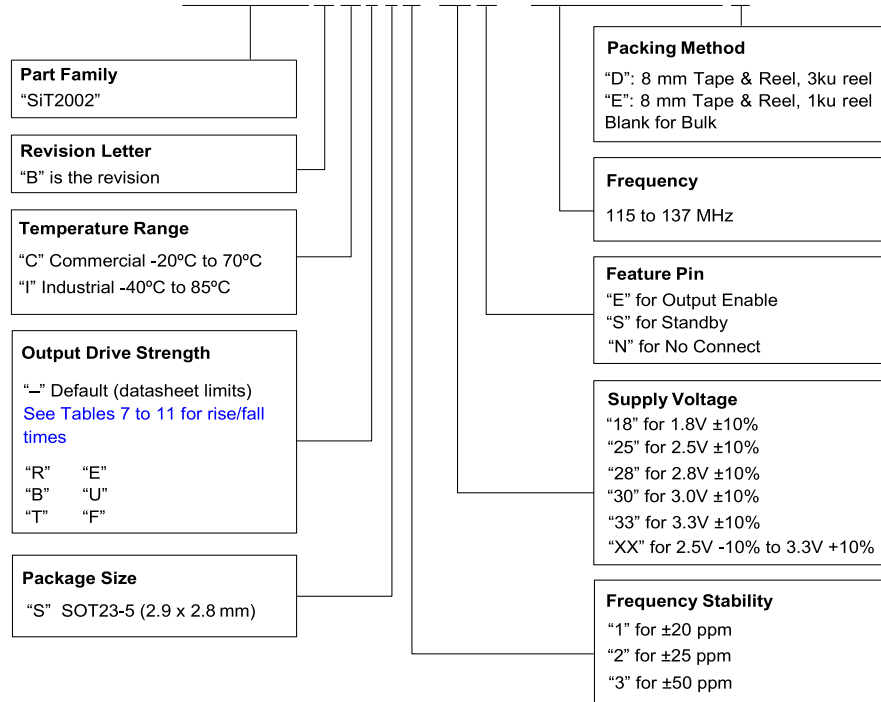 Part Family
“SiT2002”
Revision Letter
“B” is the revision
Temperature Range
“C” Commercial -20ºC to 70ºC
“I” Industrial -40ºC to 85ºC
Output Drive Strength
“–” Default (datasheet limits)
See Tables 7 to 11 for rise/fall
times
“R” “E”
“B” “U”
“T” “F”
Package Size
“S” SOT23-5 (2.9 x 2.8 mm)
Packing Method
“D”: 8 mm Tape & Reel, 3ku reel
“E”: 8 mm Tape & Reel, 1ku reel
Blank for Bulk
Frequency
115 to 137 MHz
Feature Pin
“E” for Output Enable
“S” for Standby
“N” for No Connect
Supply Voltage
“18” for 1.8V ±10%
“25” for 2.5V ±10%
“28” for 2.8V ±10%
“30” for 3.0V ±10%
“33” for 3.3V ±10%
“XX” for 2.5V -10% to 3.3V +10%
Frequency Stability
“1” for ±20 ppm
“2” for ±25 ppm
“3” for ±50 ppm